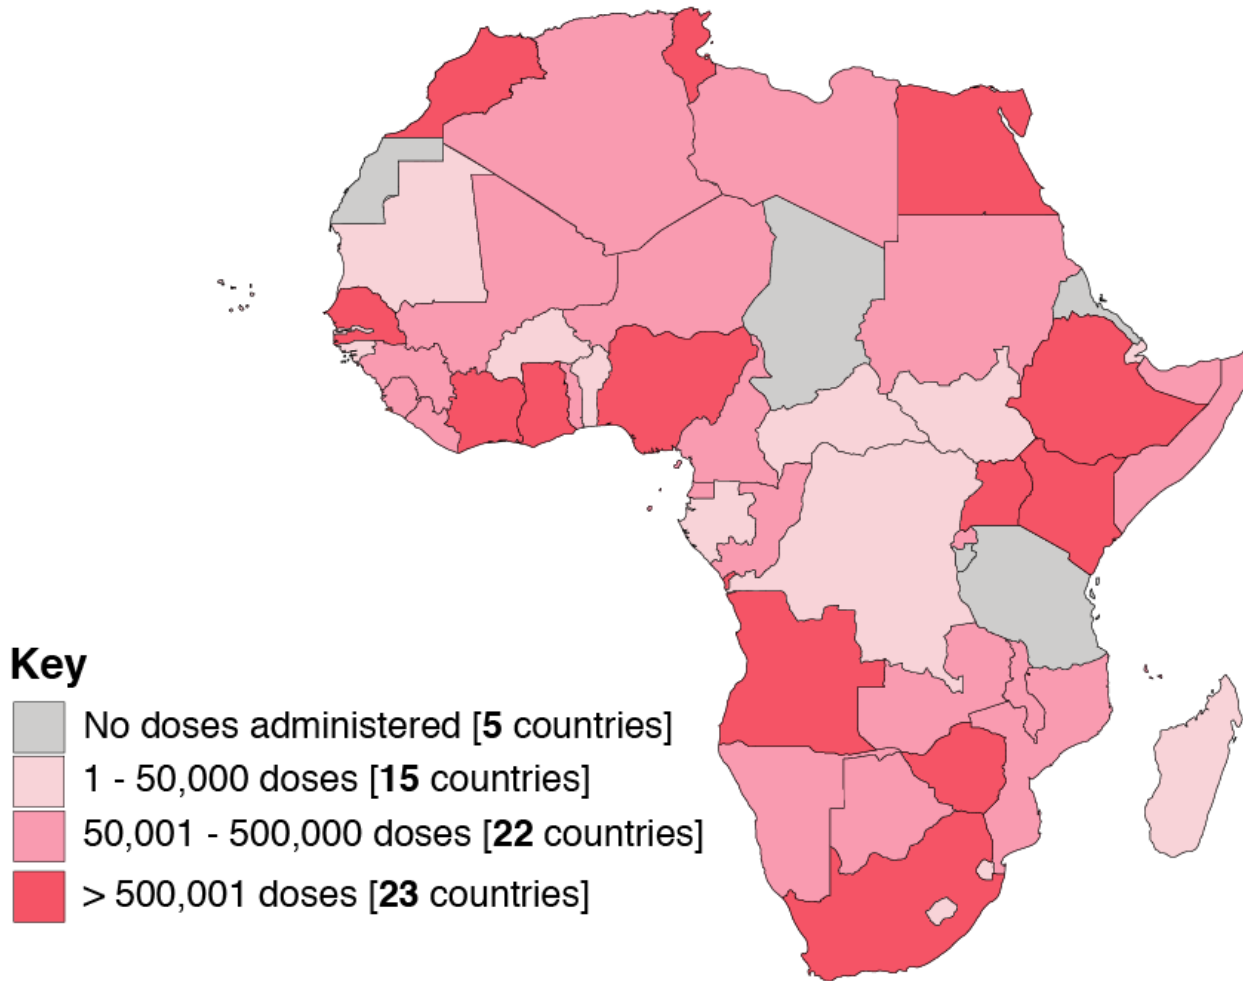 Key
No doses administered [5 countries]
1 - 50,000 doses [15 countries]
50,001 - 500,000 doses [22 countries]
> 500,001 doses [23 countries]